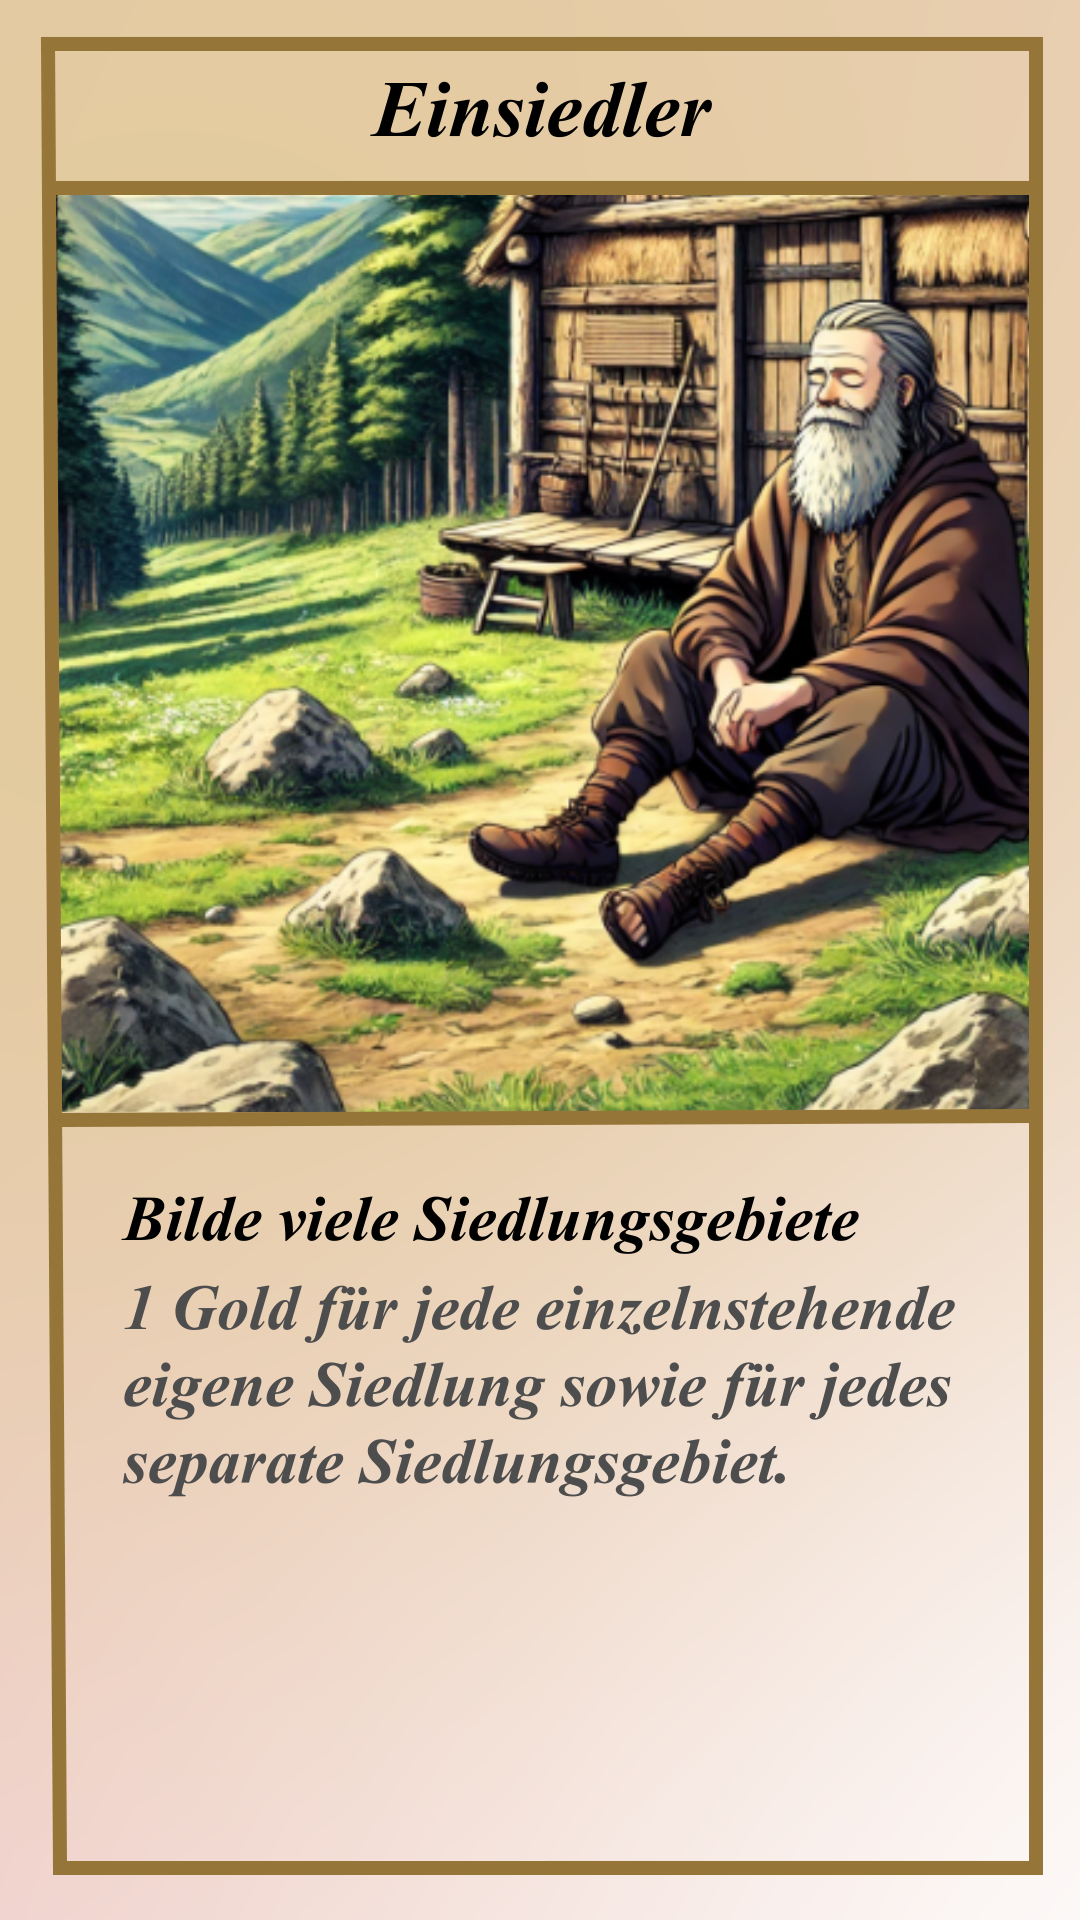 Einsiedler
Bilde viele Siedlungsgebiete
1 Gold für jede einzelnstehende
eigene Siedlung sowie für jedes
separate Siedlungsgebiet.